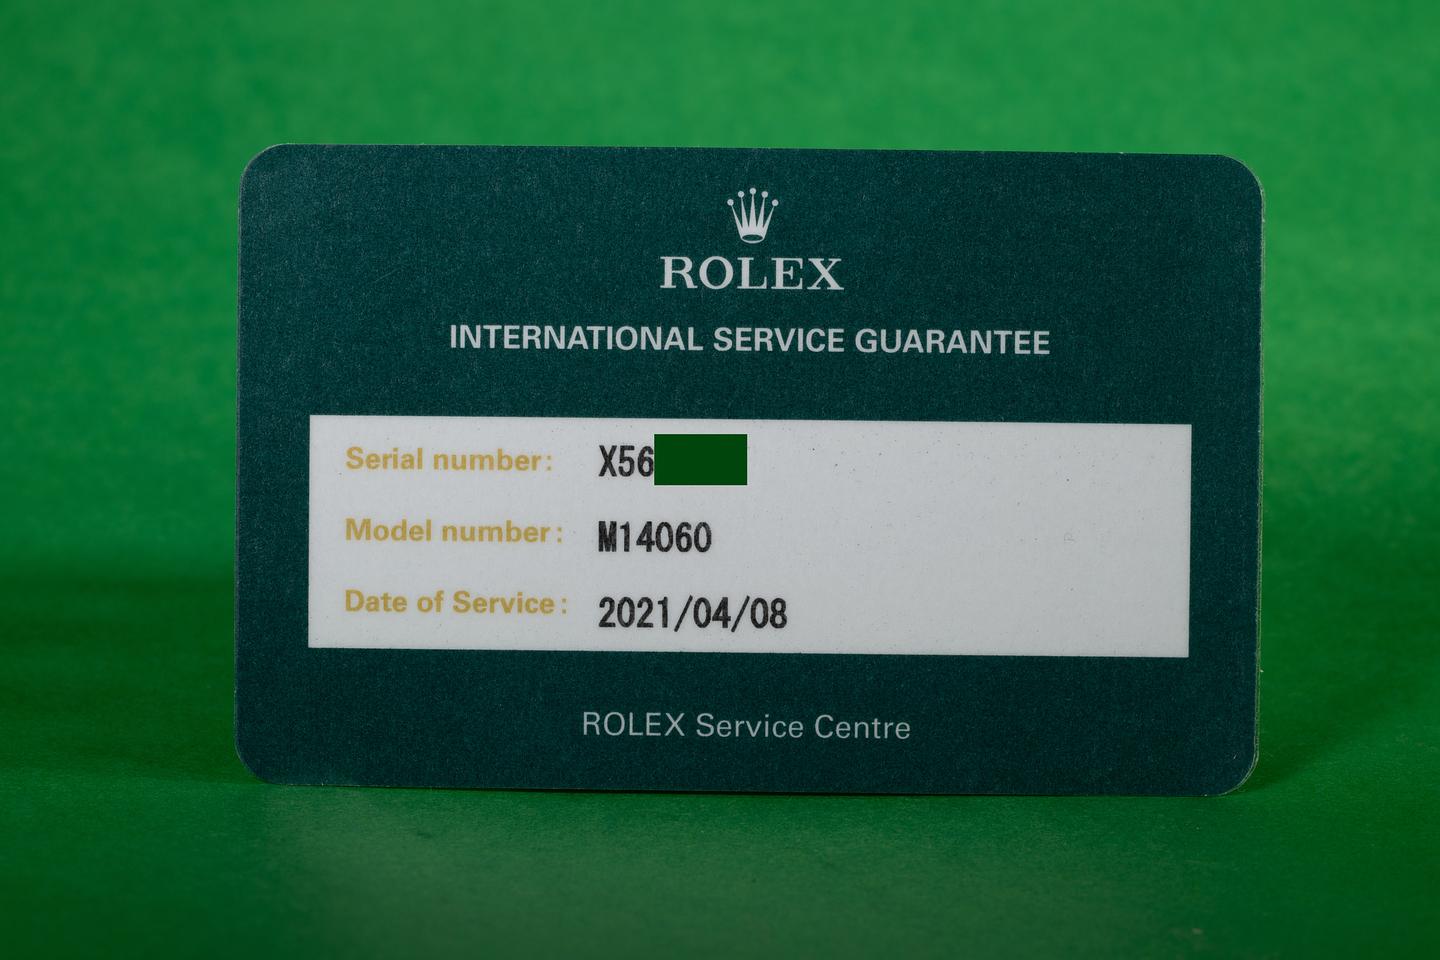 ROLEX
INTERNATIONAL SERVICE GUARANTEE
Serial number: X56
Model number: M14060
Date of Service: 2021/04/08
ROLEX Service Centre